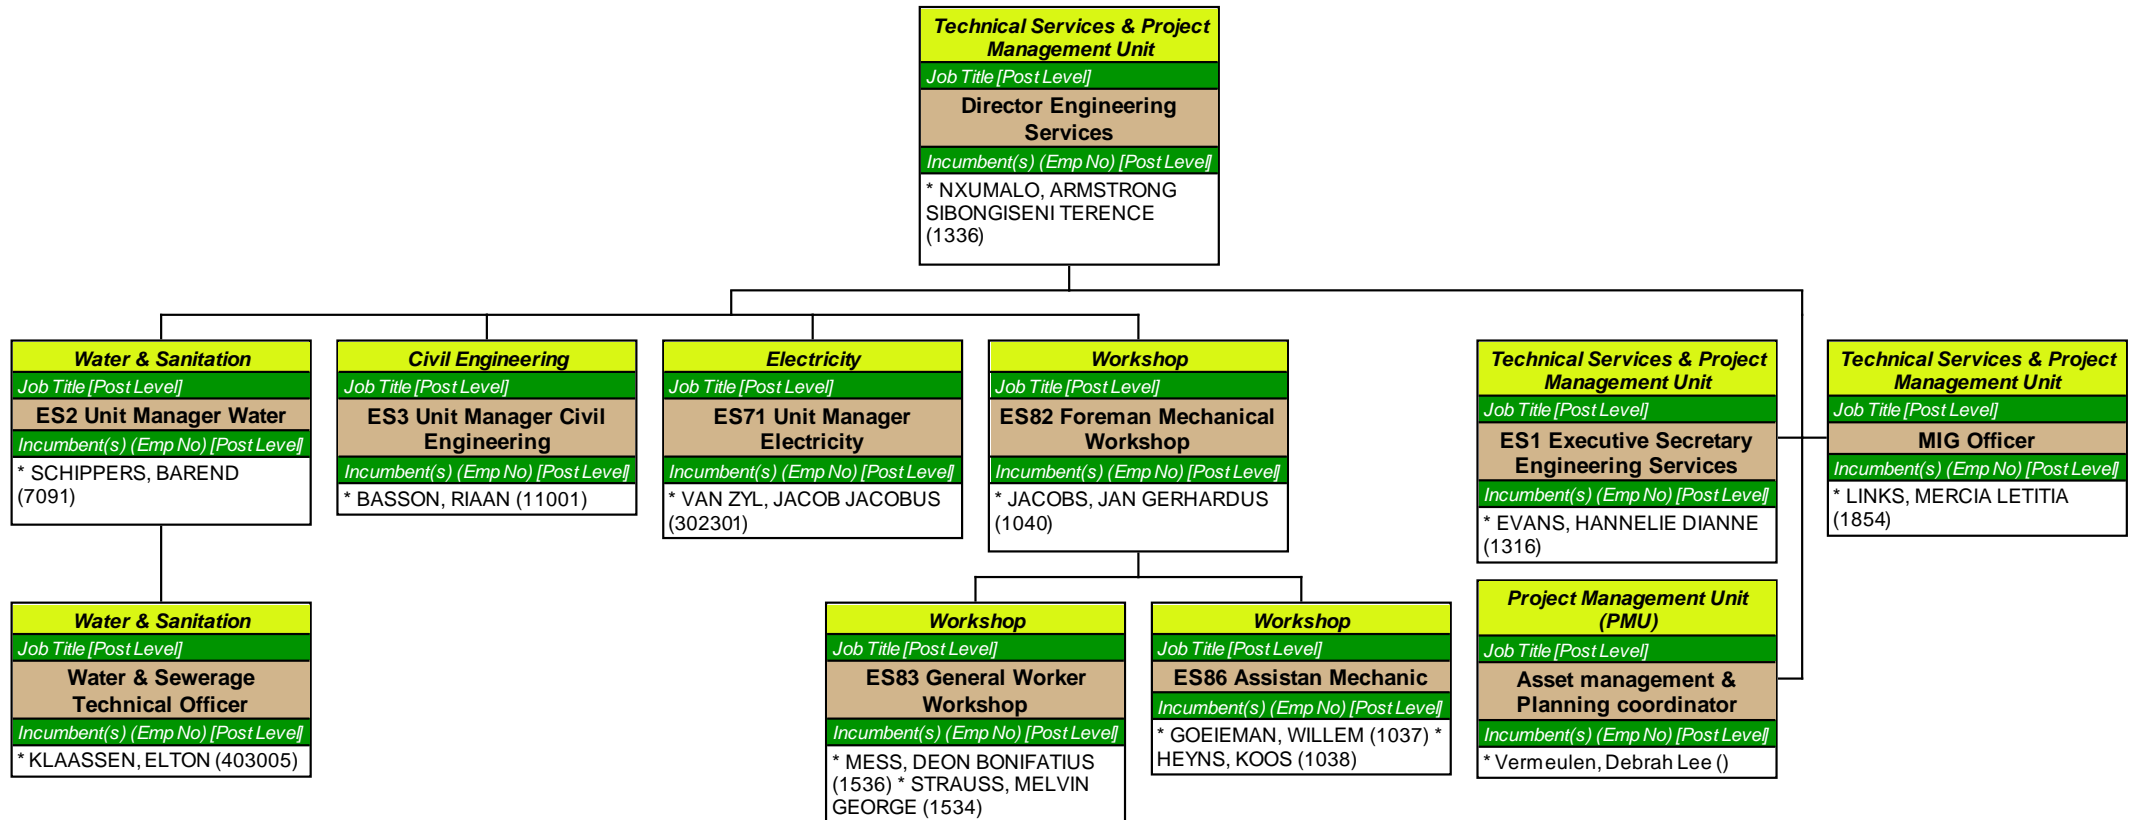 Technical Services & Project
Management Unit
Job Title [Post Level]
Director Engineering
Services
Incumbent(s) (Emp No) [Post Level]
* NXUMALO, ARMSTRONG
SIBONGISENI TERENCE
(1336)
Water & Sanitation
Job Title [Post Level]
ES2 Unit Manager Water
Incumbent(s) (Emp No) [Post Level]
* SCHIPPERS, BAREND
(7091)
Civil Engineering
Job Title [Post Level]
ES3 Unit Manager Civil
Engineering
Incumbent(s) (Emp No) [Post Level]
* BASSON, RIAAN (11001)
Electricity
Job Title [Post Level]
ES71 Unit Manager
Electricity
Incumbent(s) (Emp No) [Post Level]
* VAN ZYL, JACOB JACOBUS
(302301)
Workshop
Job Title [Post Level]
ES82 Foreman Mechanical
Workshop
Incumbent(s) (Emp No) [Post Level]
* JACOBS, JAN GERHARDUS
(1040)
Technical Services & Project
Management Unit
Job Title [Post Level]
ES1 Executive Secretary
Engineering Services
Incumbent(s) (Emp No) [Post Level]
* EVANS, HANNELIE DIANNE
(1316)
Technical Services & Project
Management Unit
Job Title [Post Level]
MIG Officer
Incumbent(s) (Emp No) [Post Level]
* LINKS, MERCIA LETITIA
(1854)
Water & Sanitation
Job Title [Post Level]
Water & Sewerage
Technical Officer
Incumbent(s) (Emp No) [Post Level]
* KLAASSEN, ELTON (403005)
Workshop
Job Title [Post Level]
ES83 General Worker
Workshop
Incumbent(s) (Emp No) [Post Level]
* MESS, DEON BONIFATIUS
(1536) * STRAUSS, MELVIN
GEORGE (1534)
Workshop
Job Title [Post Level]
ES86 Assistan Mechanic
Incumbent(s) (Emp No) [Post Level]
* GOEIEMAN, WILLEM (1037) *
HEYNS, KOOS (1038)
Project Management Unit
(PMU)
Job Title [Post Level]
Asset management &
Planning coordinator
Incumbent(s) (Emp No) [Post Level]
* Vermeulen, Debrah Lee ()